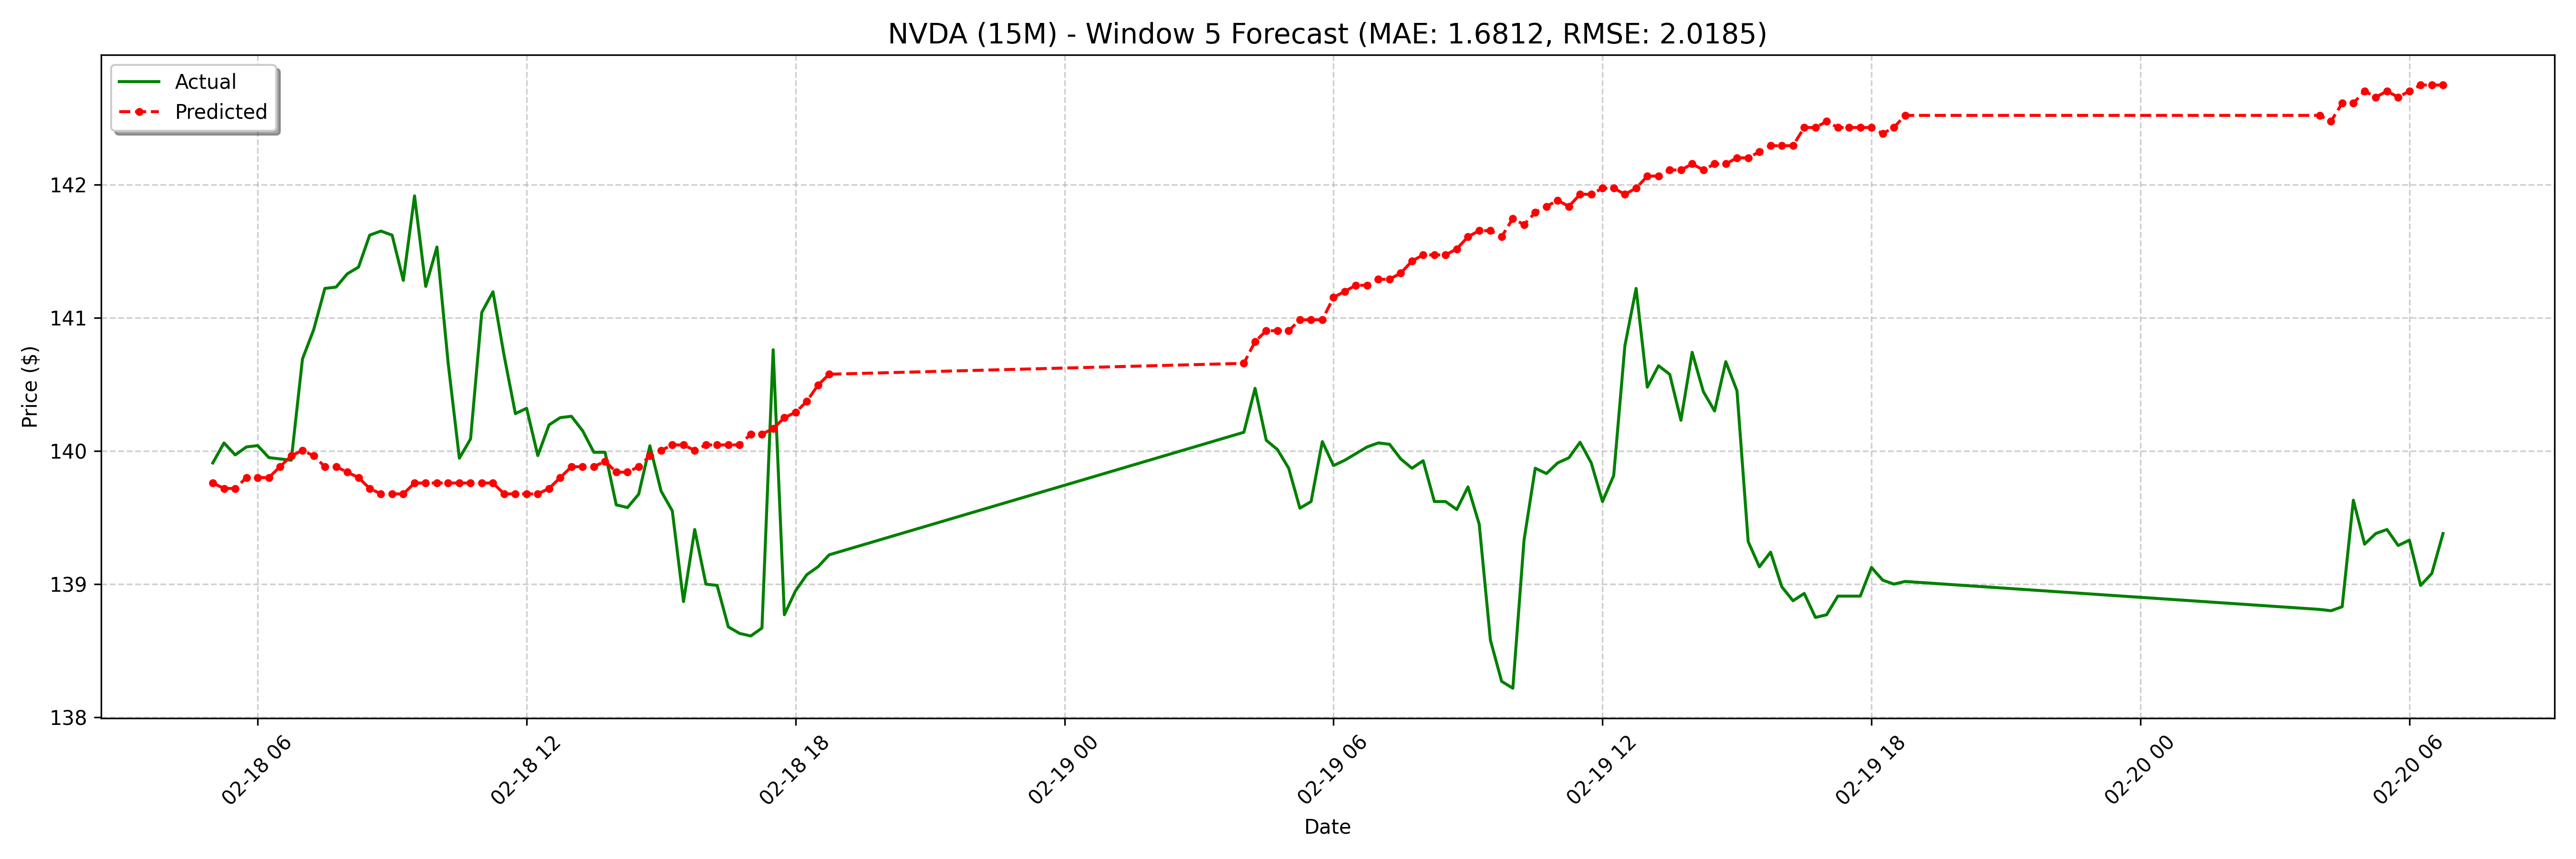 NVDA (15M) - Window 5 Forecast (MAE: 1.6812, RMSE: 2.0185)
Actual
Predicted
Price ($)
142
141
140
139
138
02-18 06
02-18 12
02-18 18
02-19 00
02-19 06
02-19 12
02-19 18
02-20 00
02-20 06
Date